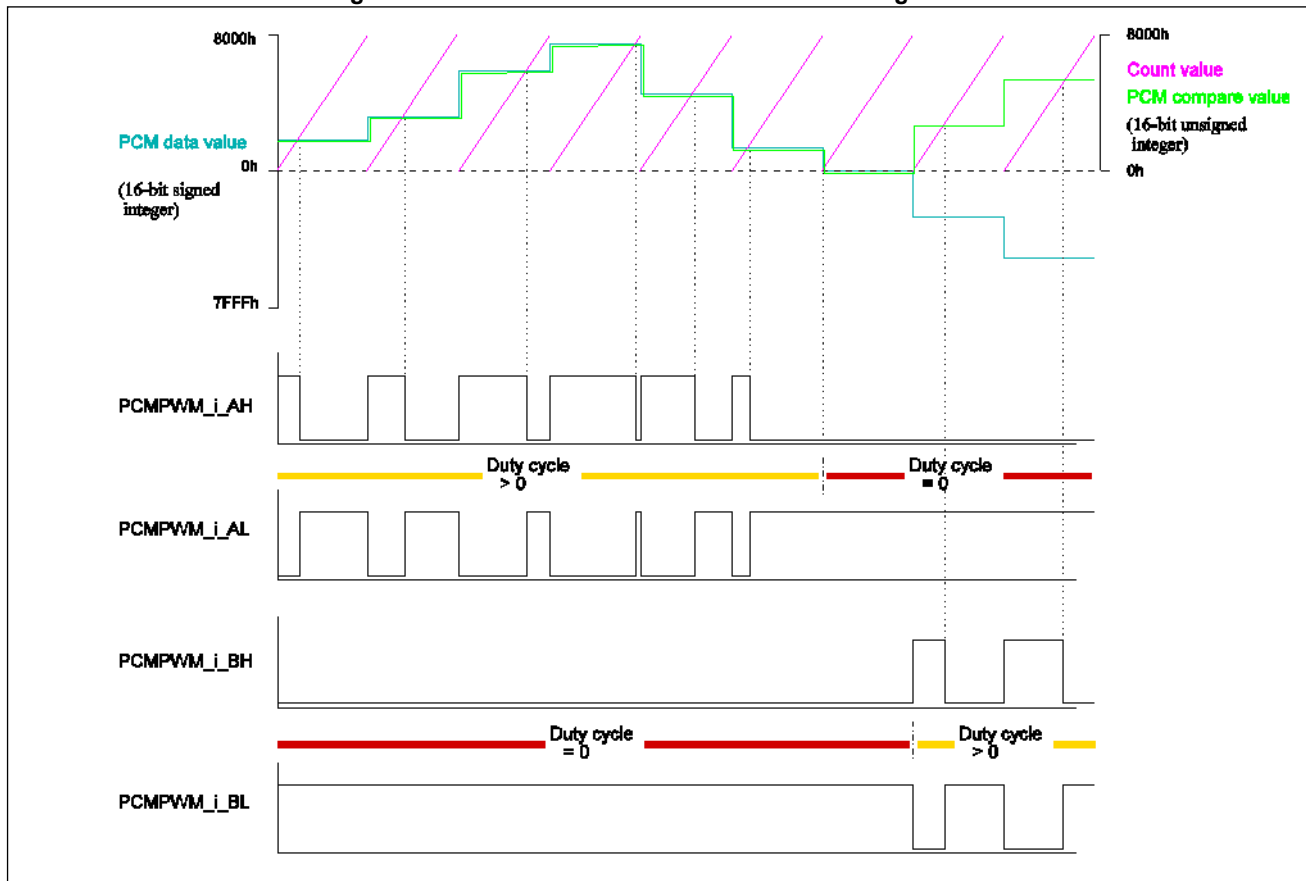 8000h
8000h
Count value
PCM compare value
(16-bit unsigned
integer)
0h
PCM data value
0h
(16-bit signed
integer)
7FFFh
PCMPWM_i_AH
Duty cycle
> 0
Duty cycle
= 0
PCMPWM_i_AL
PCMPWM_i_BH
Duty cycle
= 0
Duty cycle
> 0
PCMPWM_i_BL